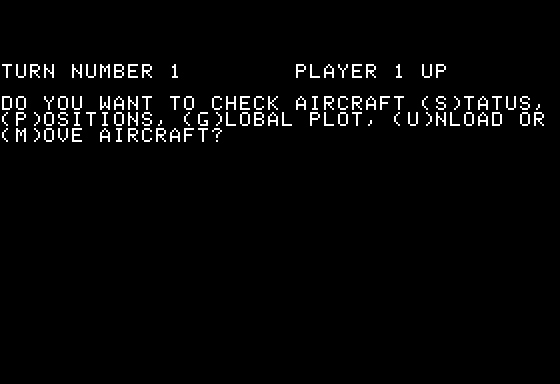 TURN NUMBER 1 PLAYER 1 UP
DO YOU WANT TO CHECK AIRCRAFT (S)TATUS,
(P)OSITIONS, (G)LOBAL PLOT, (U)NLOAD OR
(M)OVE AIRCRAFT?